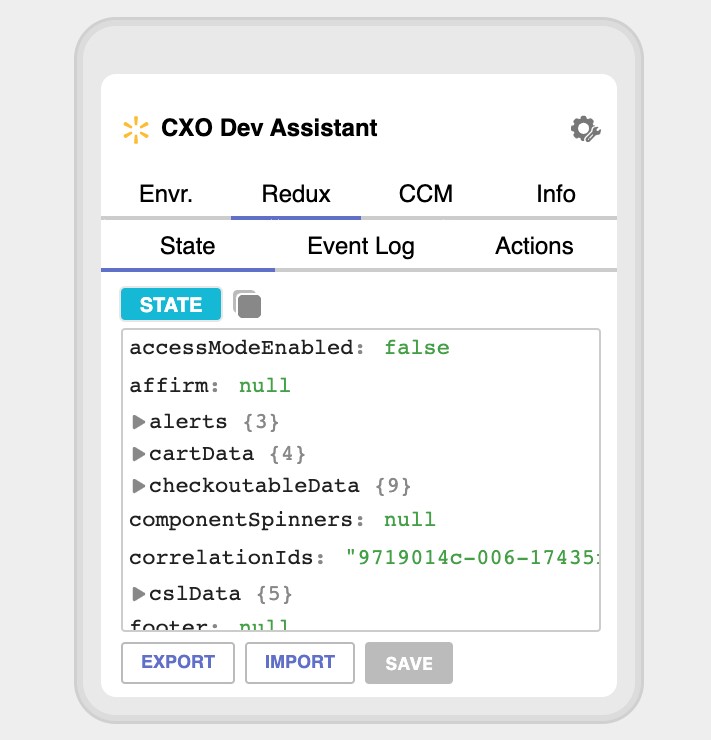 CXO Dev Assistant
Envr. Redux CCM Info
State Event Log Actions
STATE
accessModeEnabled: false
affirm: null
alerts {3}
cartData {4}
checkoutableData {9}
componentSpinners: null
correlationIds: "9719014c-006-17435
cslData {5}
footer: null
EXPORT IMPORT SAVE